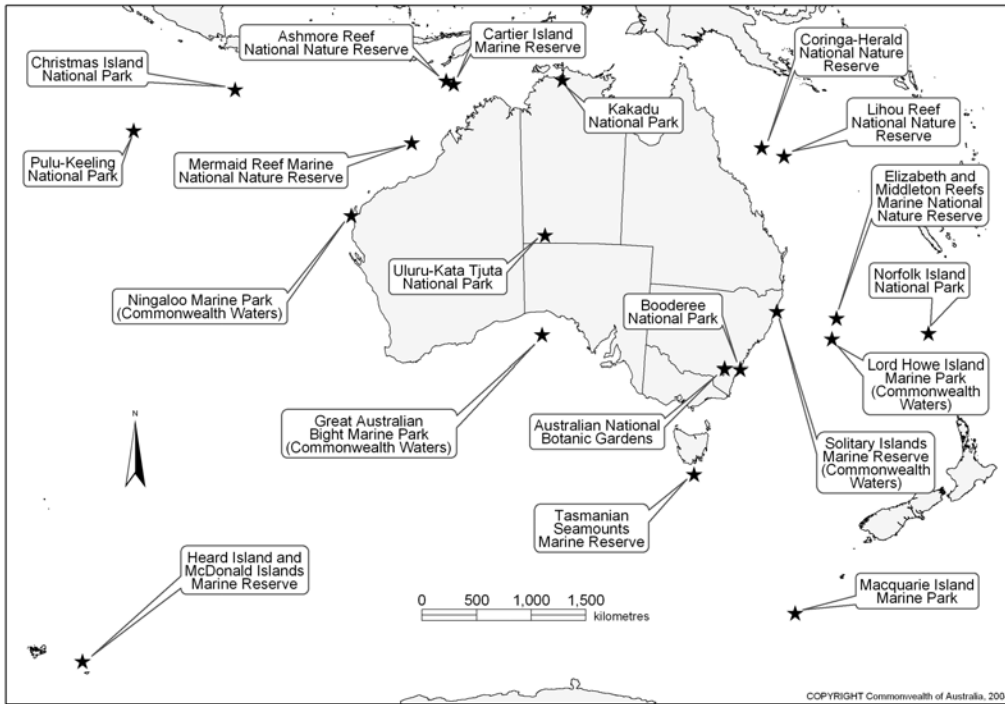 Ashmore Reef
National Nature Reserve
Cartier Island
Marine Reserve
Coringa-Herald
National Nature
Reserve
Christmas Island
National Park
Kakadu
National Park
Lihou Reef
National Nature
Reserve
Pulu-Keeling
National Park
Mermaid Reef Marine
National Nature Reserve
Elizabeth and
Middleton Reefs
Marine National
Nature Reserve
Uluru-Kata Tjuta
National Park
Norfolk Island
National Park
Ningaloo Marine Park
(Commonwealth Waters)
Booderee
National Park
Lord Howe Island
Marine Park
(Commonwealth
Waters)
Great Australian
Bight Marine Park
(Commonwealth Waters)
Australian National
Botanic Gardens
Solitary Islands
Marine Reserve
(Commonwealth
Waters)
N
Tasmanian
Seamounts
Marine Reserve
Heard Island and
McDonald Islands
Marine Reserve
Macquarie Island
Marine Park
0 500 1,000 1,500
kilometres
COPYRIGHT Commonwealth of Australia, 200